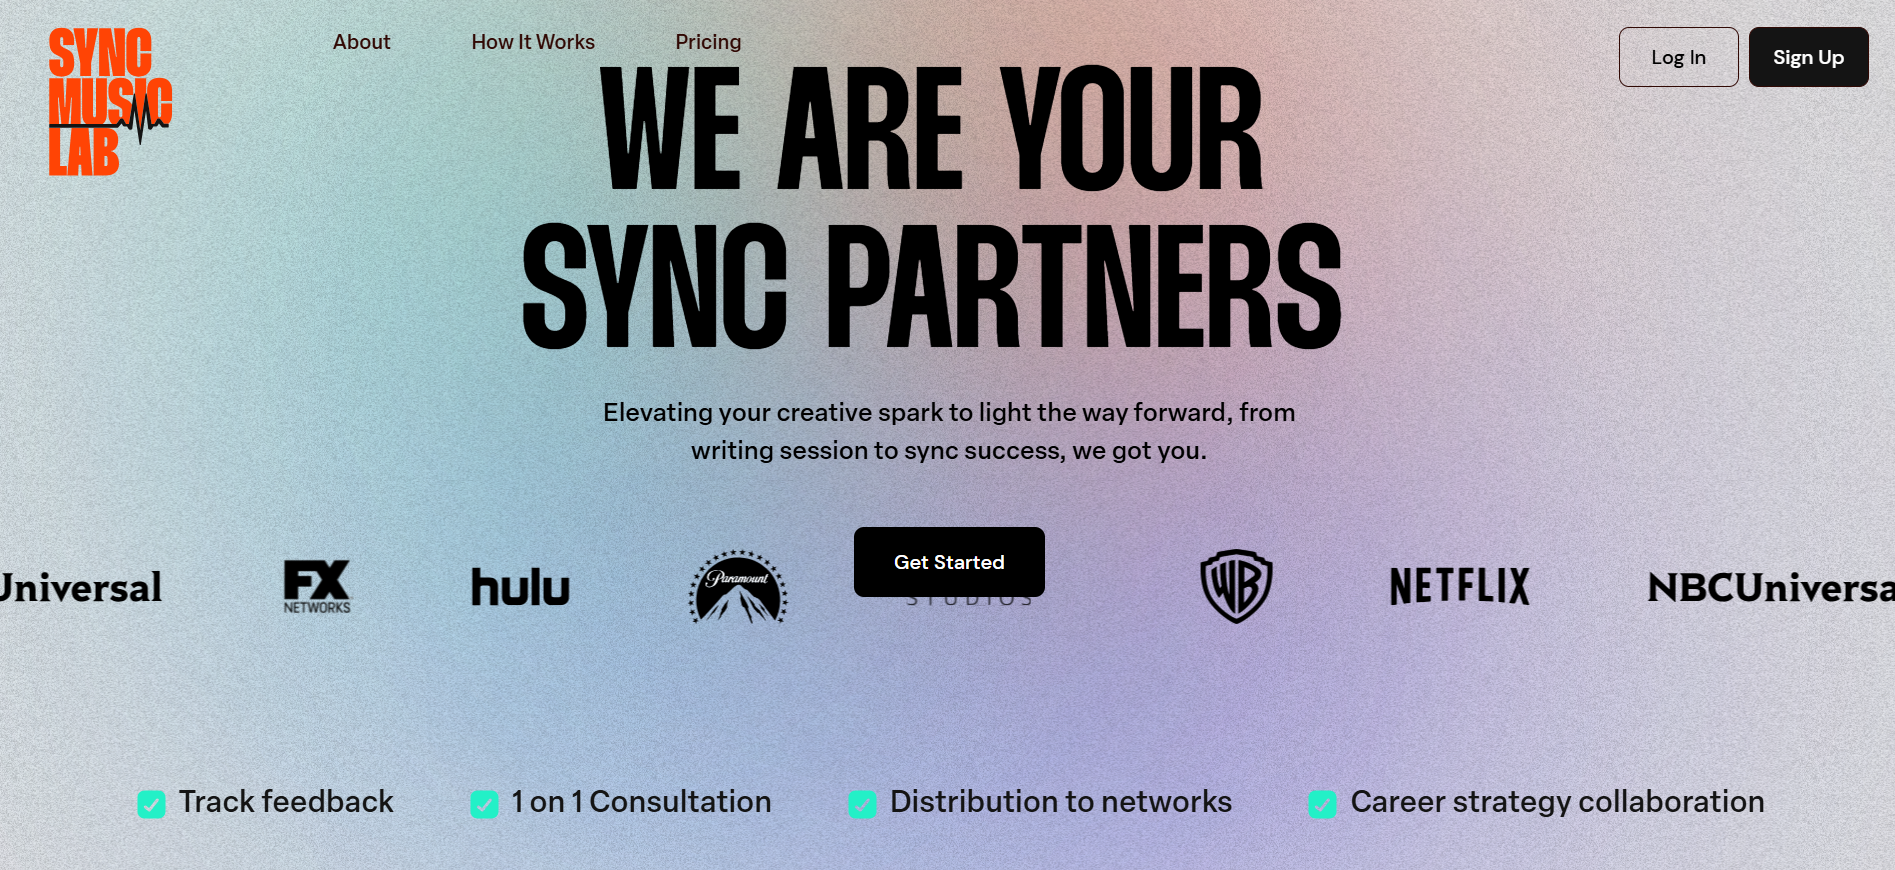 SYNC
MUSIC
LAB
About
How It Works
Pricing
Log In
Sign Up
WE ARE YOUR
SYNC PARTNERS
Elevating your creative spark to light the way forward, from
writing session to sync success, we got you.
Get Started
Universal
FX
NETWORKS
hulu
Paramount
STUDIOS
WB
NETFLIX
NBCUniversa
Track feedback
1 on 1 Consultation
Distribution to networks
Career strategy collaboration